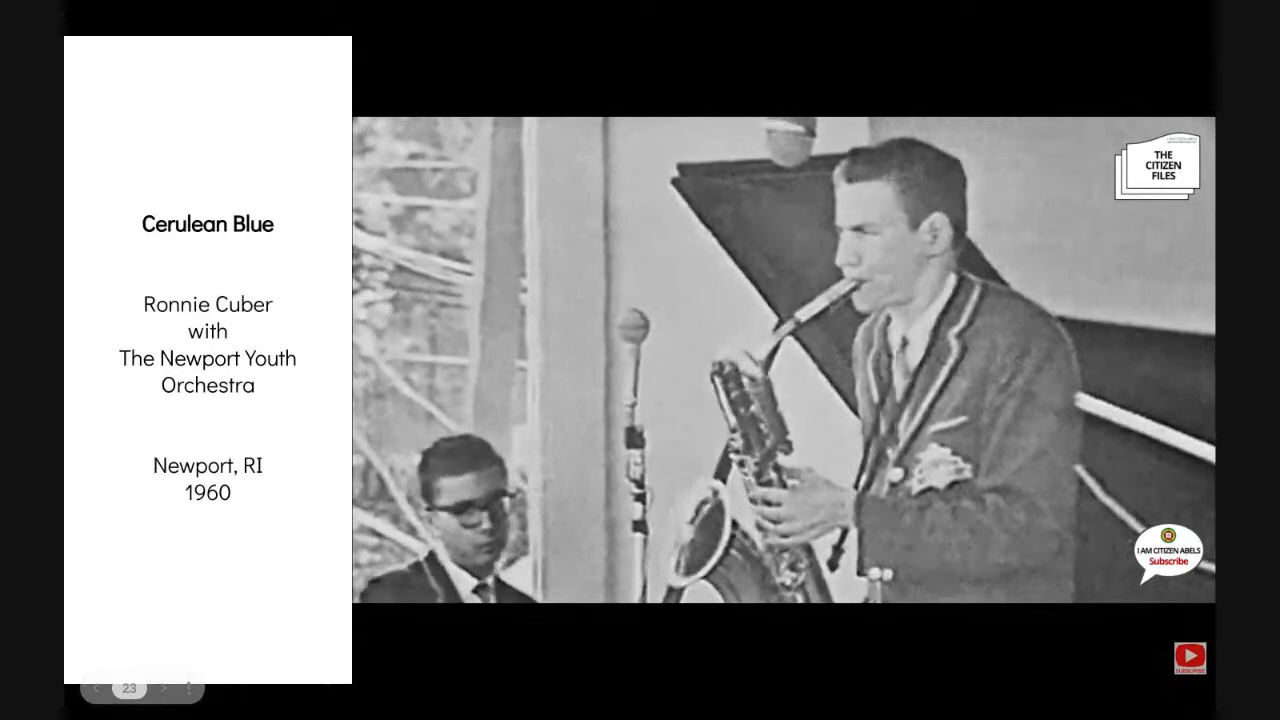 Cerulean Blue
Ronnie Cuber
with
The Newport Youth
Orchestra
Newport, RI
1960
THE
CITIZEN
FILES
I AM CITIZEN ABELS
Subscribe
SUBSCRIBE
23